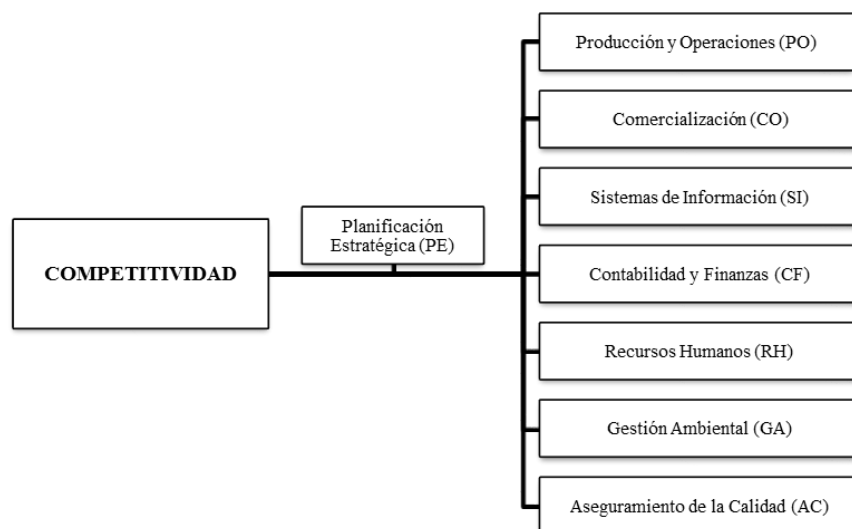 Producción y Operaciones (PO)
Comercialización (CO)
Sistemas de Información (SI)
Planificación
Estratégica (PE)
COMPETITIVIDAD
Contabilidad y Finanzas (CF)
Recursos Humanos (RH)
Gestión Ambiental (GA)
Aseguramiento de la Calidad (AC)